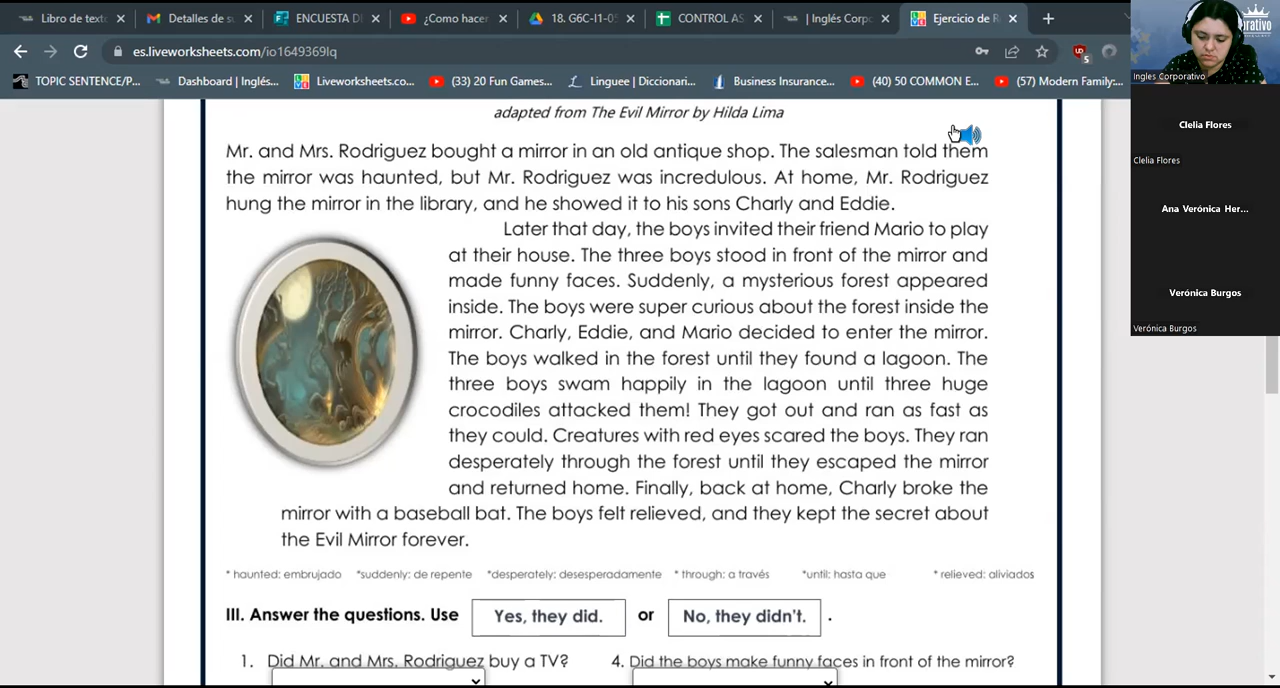 Libro de text
Detalles de su
ENCUESTA DE
¿Como hacer
18. G6C-I1-05
CONTROL AS
| Inglés Corpo
Ejercicio de R
es.liveworksheets.com/io1649369lq
TOPIC SENTENCE/P...
Dashboard | Inglés...
Liveworksheets.co...
(33) 20 Fun Games...
Linguee | Diccionari...
Business Insurance...
(40) 50 COMMON E...
(57) Modern Family:...
5
Ingles Corporativo
Clelia Flores
Clelia Flores
Ana Verónica Her...
Verónica Burgos
Verónica Burgos
adapted from The Evil Mirror by Hilda Lima
Mr. and Mrs. Rodriguez bought a mirror in an old antique shop. The salesman told them
the mirror was haunted, but Mr. Rodriguez was incredulous. At home, Mr. Rodriguez
hung the mirror in the library, and he showed it to his sons Charly and Eddie.
Later that day, the boys invited their friend Mario to play
at their house. The three boys stood in front of the mirror and
made funny faces. Suddenly, a mysterious forest appeared
inside. The boys were super curious about the forest inside the
mirror. Charly, Eddie, and Mario decided to enter the mirror.
The boys walked in the forest until they found a lagoon. The
three boys swam happily in the lagoon until three huge
crocodiles attacked them! They got out and ran as fast as
they could. Creatures with red eyes scared the boys. They ran
desperately through the forest until they escaped the mirror
and returned home. Finally, back at home, Charly broke the
mirror with a baseball bat. The boys felt relieved, and they kept the secret about
the Evil Mirror forever.
* haunted: embrujado *suddenly: de repente *desperately: desesperadamente * through: a través *until: hasta que * relieved: aliviados
III. Answer the questions. Use Yes, they did. or No, they didn't. .
1. Did Mr. and Mrs. Rodriguez buy a TV? 4. Did the boys make funny faces in front of the mirror?